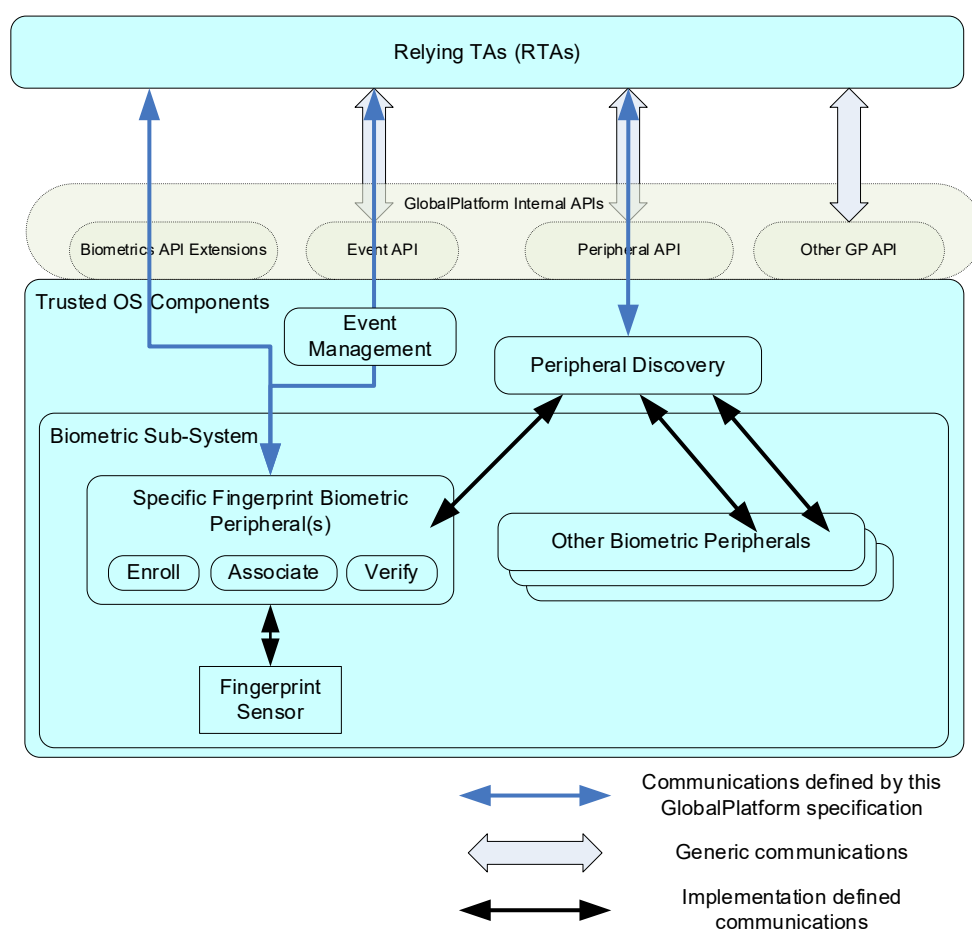 Relying TAs (RTAs)
GlobalPlatform Internal APIs
Biometrics API Extensions
Event API
Peripheral API
Other GP API
Trusted OS Components
Event
Management
Peripheral Discovery
Biometric Sub-System
Specific Fingerprint Biometric
Peripheral(s)
Enroll
Associate
Verify
Other Biometric Peripherals
Fingerprint
Sensor
Communications defined by this
GlobalPlatform specification
Generic communications
Implementation defined
communications